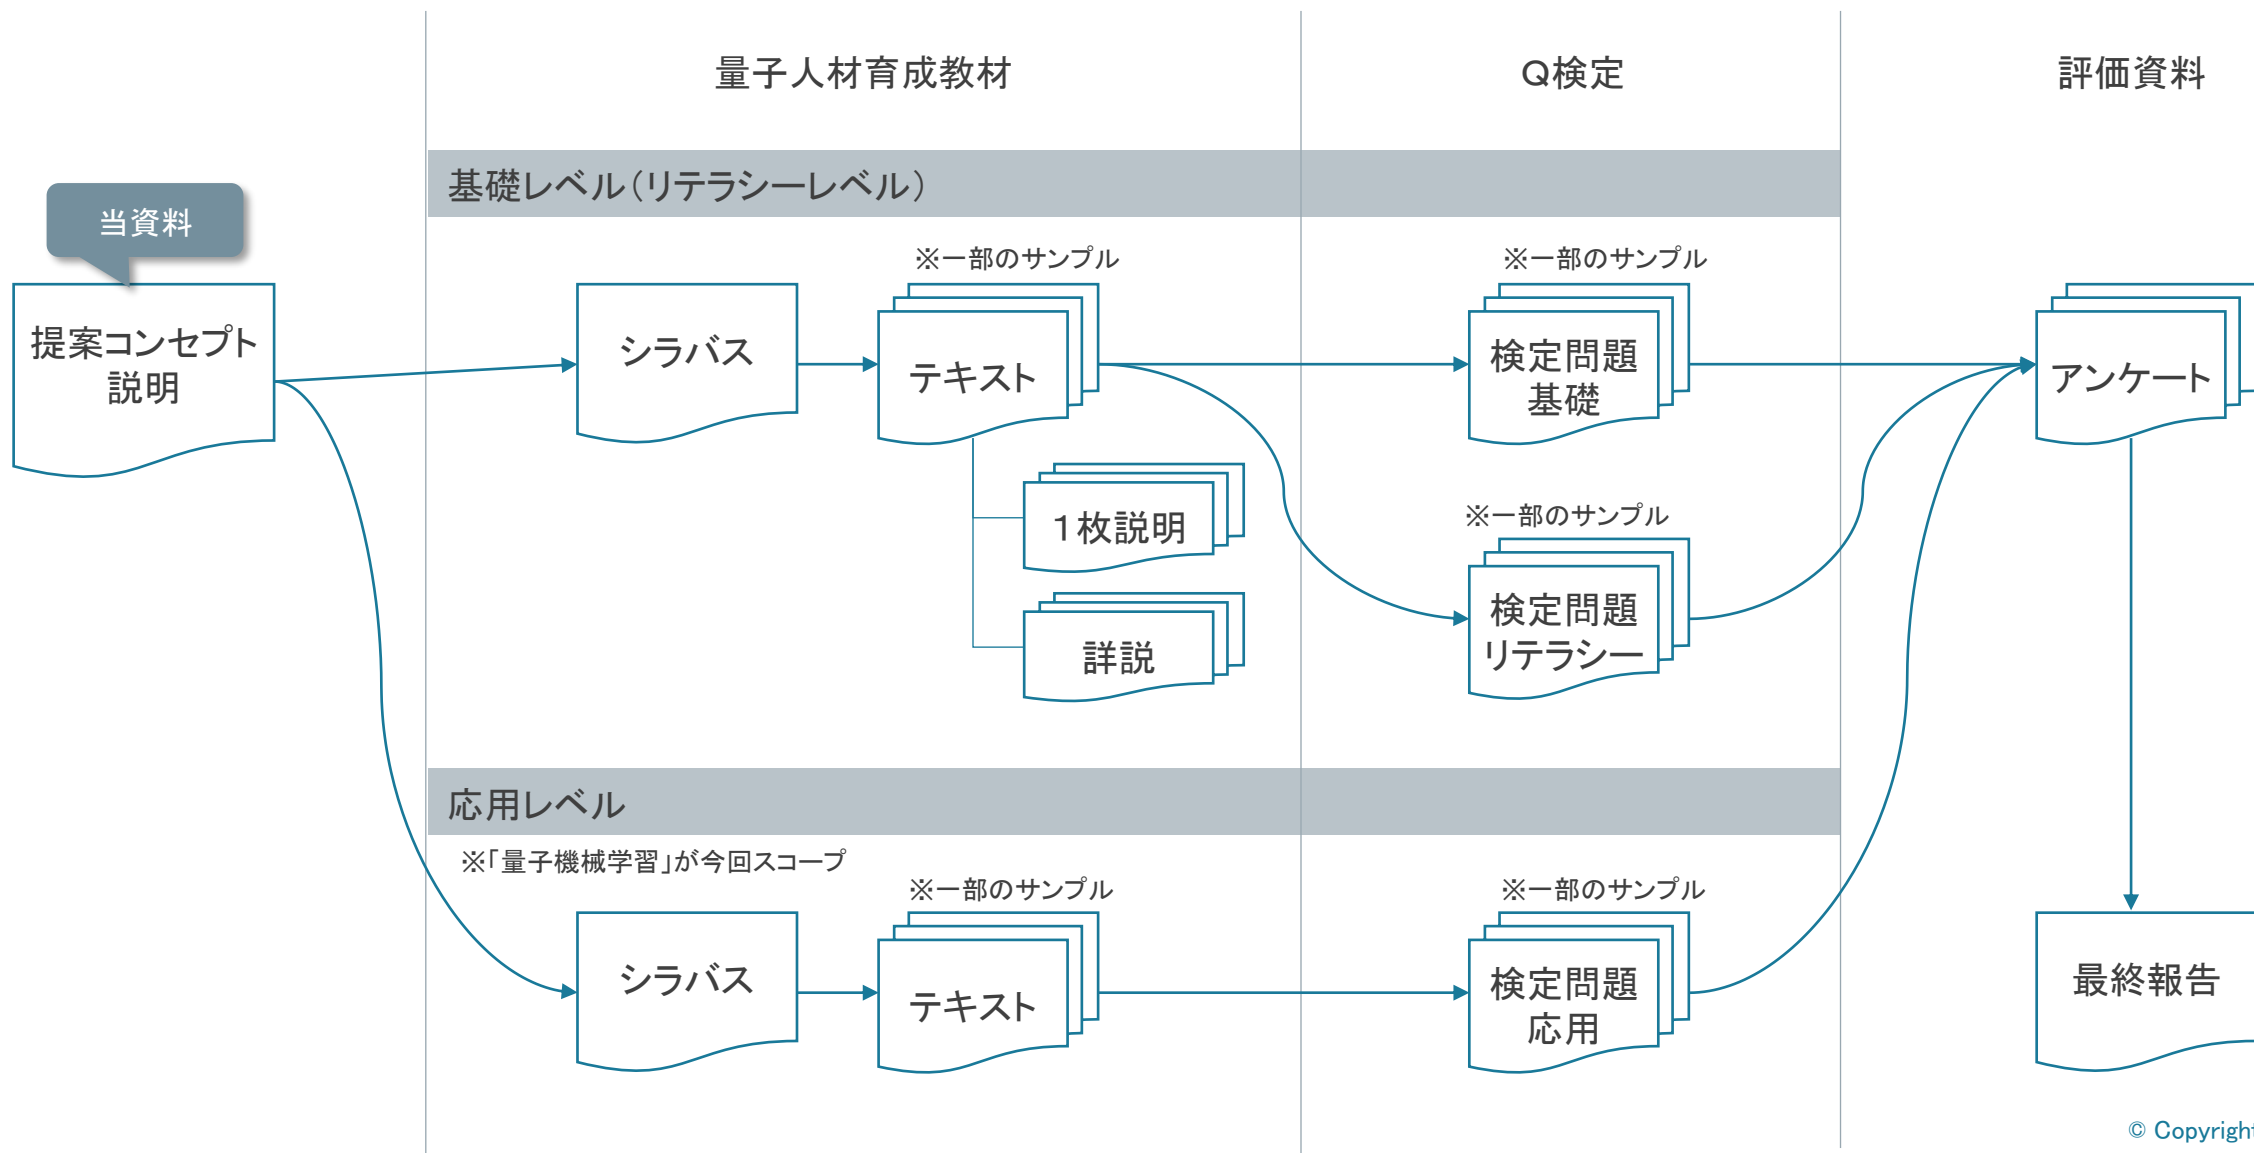 量子人材育成教材
Q検定
評価資料
基礎レベル(リテラシーレベル)
当資料
提案コンセプト
説明
シラバス
※一部のサンプル
テキスト
1枚説明
詳説
※一部のサンプル
検定問題
基礎
※一部のサンプル
検定問題
リテラシー
アンケート
応用レベル
※「量子機械学習」が今回スコープ
シラバス
※一部のサンプル
テキスト
※一部のサンプル
検定問題
応用
最終報告
© Copyright